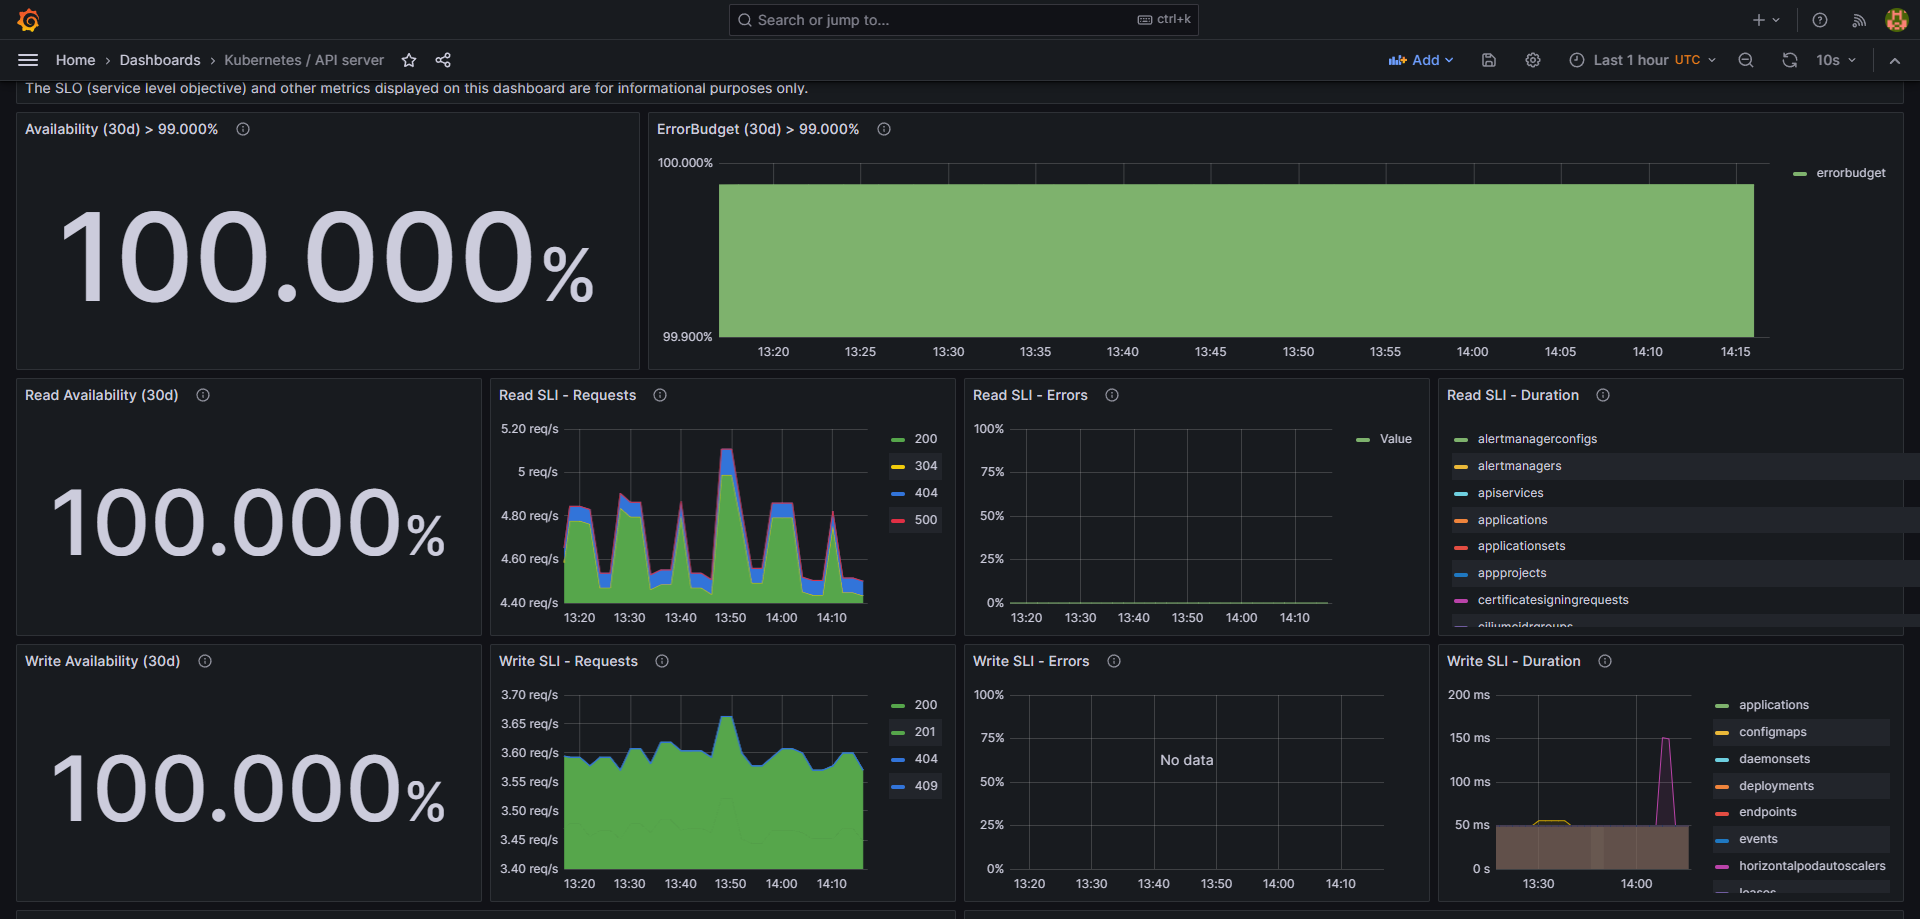 Search or jump to...
ctrl+k
Home › Dashboards › Kubernetes / API server
Add
Last 1 hour UTC
10s
The SLO (service level objective) and other metrics displayed on this dashboard are for informational purposes only.
Availability (30d) > 99.000%
100.000%
ErrorBudget (30d) > 99.000%
100.000%
99.900%
13:20 13:25 13:30 13:35 13:40 13:45 13:50 13:55 14:00 14:05 14:10 14:15
errorbudget
Read Availability (30d)
100.000%
Read SLI - Requests
5.20 req/s
5 req/s
4.80 req/s
4.60 req/s
4.40 req/s
13:20 13:30 13:40 13:50 14:00 14:10
200
304
404
500
Read SLI - Errors
100%
75%
50%
25%
0%
13:20 13:30 13:40 13:50 14:00 14:10
Value
Read SLI - Duration
alertmanagerconfigs
alertmanagers
apiservices
applications
applicationsets
appprojects
certificatesigningrequests
ciliumcidrgroups
Write Availability (30d)
100.000%
Write SLI - Requests
3.70 req/s
3.65 req/s
3.60 req/s
3.55 req/s
3.50 req/s
3.45 req/s
3.40 req/s
13:20 13:30 13:40 13:50 14:00 14:10
200
201
404
409
Write SLI - Errors
100%
75%
50%
25%
0%
No data
13:20 13:30 13:40 13:50 14:00 14:10
Write SLI - Duration
200 ms
150 ms
100 ms
50 ms
0 s
13:30 14:00
applications
configmaps
daemonsets
deployments
endpoints
events
horizontalpodautoscalers
leases